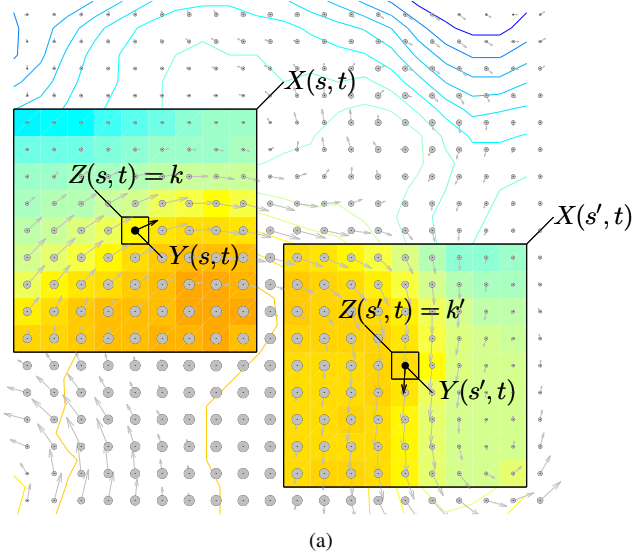 X(s, t)
Z(s, t) = k
Y(s, t)
X(s′, t)
Z(s′, t) = k′
Y(s′, t)
(a)